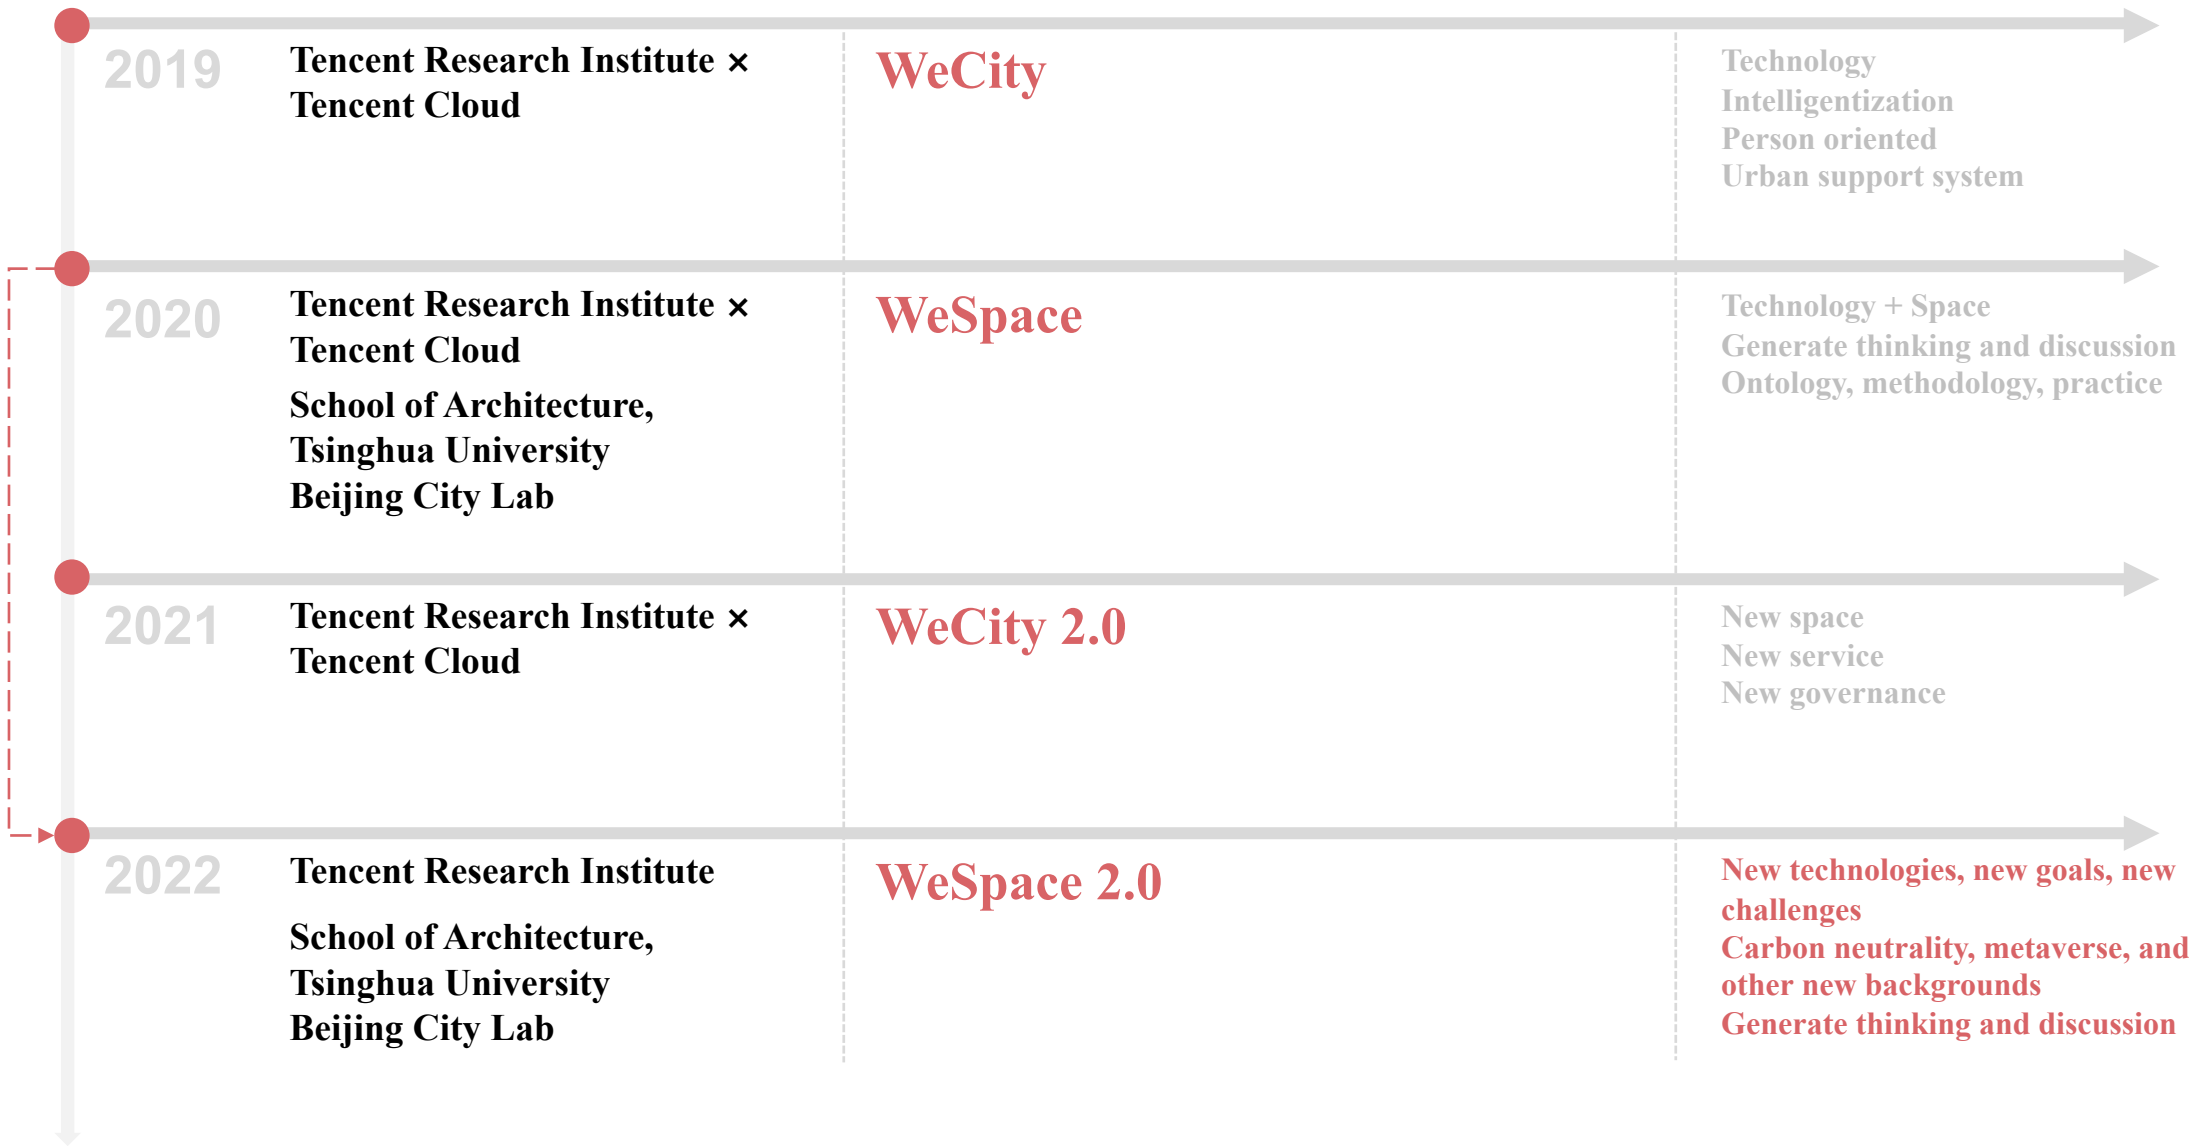 2019
Tencent Research Institute ×
Tencent Cloud
WeCity
Technology
Intelligentization
Person oriented
Urban support system
2020
Tencent Research Institute ×
Tencent Cloud
School of Architecture,
Tsinghua University
Beijing City Lab
WeSpace
Technology + Space
Generate thinking and discussion
Ontology, methodology, practice
2021
Tencent Research Institute ×
Tencent Cloud
WeCity 2.0
New space
New service
New governance
2022
Tencent Research Institute
School of Architecture,
Tsinghua University
Beijing City Lab
WeSpace 2.0
New technologies, new goals, new
challenges
Carbon neutrality, metaverse, and
other new backgrounds
Generate thinking and discussion